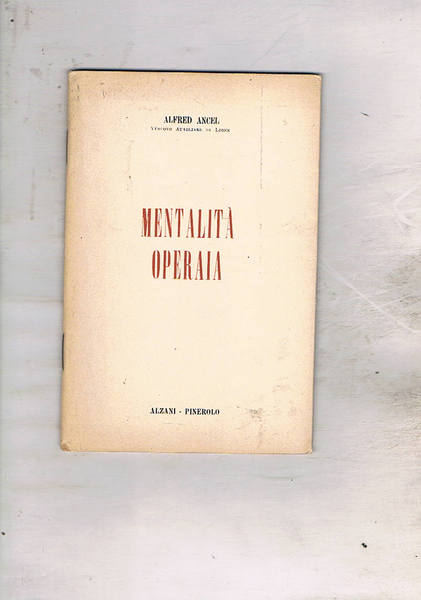 ALFRED ANCEL
VESCOVO AUSILIARE DI LIONE
MENTALITÀ
OPERAIA
ALZANI - PINEROLO